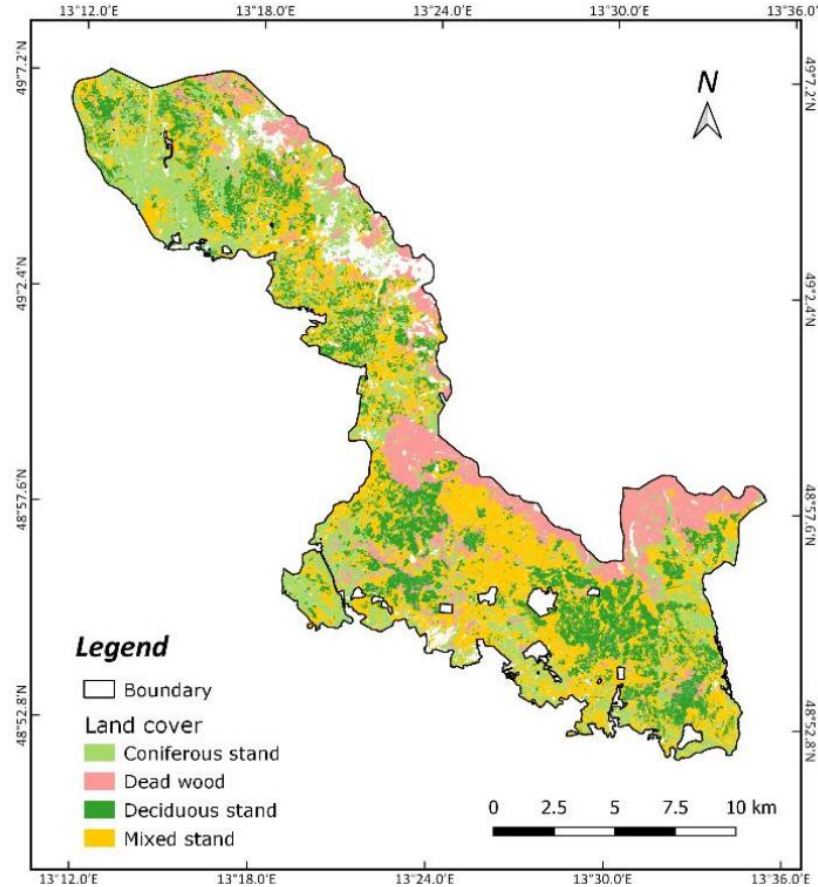 13°12.0'E 13°18.0'E 13°24.0'E 13°30.0'E 13°36.0'E
49°7.2'N 49°7.2'N
N
49°2.4'N 49°2.4'N
48°57.6'N 48°57.6'N
48°52.8'N 48°52.8'N
Legend
Boundary
Land cover
Coniferous stand
Dead wood
Deciduous stand
Mixed stand
0 2.5 5 7.5 10 km
13°12.0'E 13°18.0'E 13°24.0'E 13°30.0'E 13°36.0'E